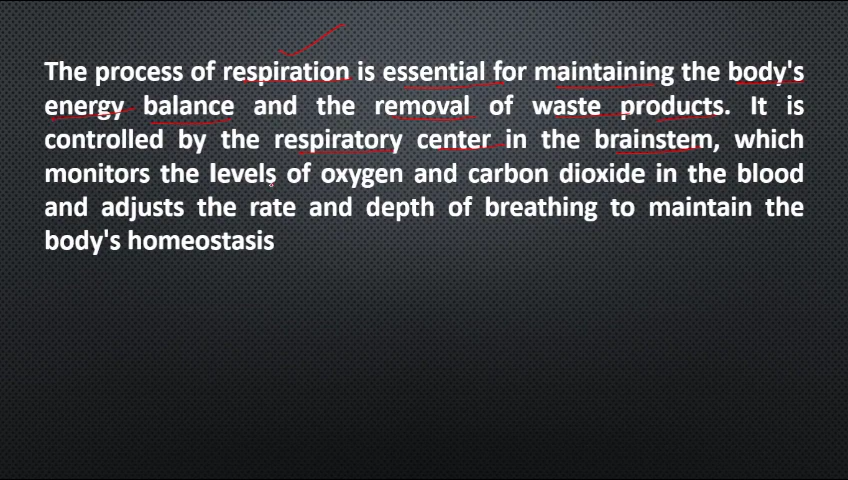 The process of respiration is essential for maintaining the body's
energy balance and the removal of waste products. It is
controlled by the respiratory center in the brainstem, which
monitors the levels of oxygen and carbon dioxide in the blood
and adjusts the rate and depth of breathing to maintain the
body's homeostasis